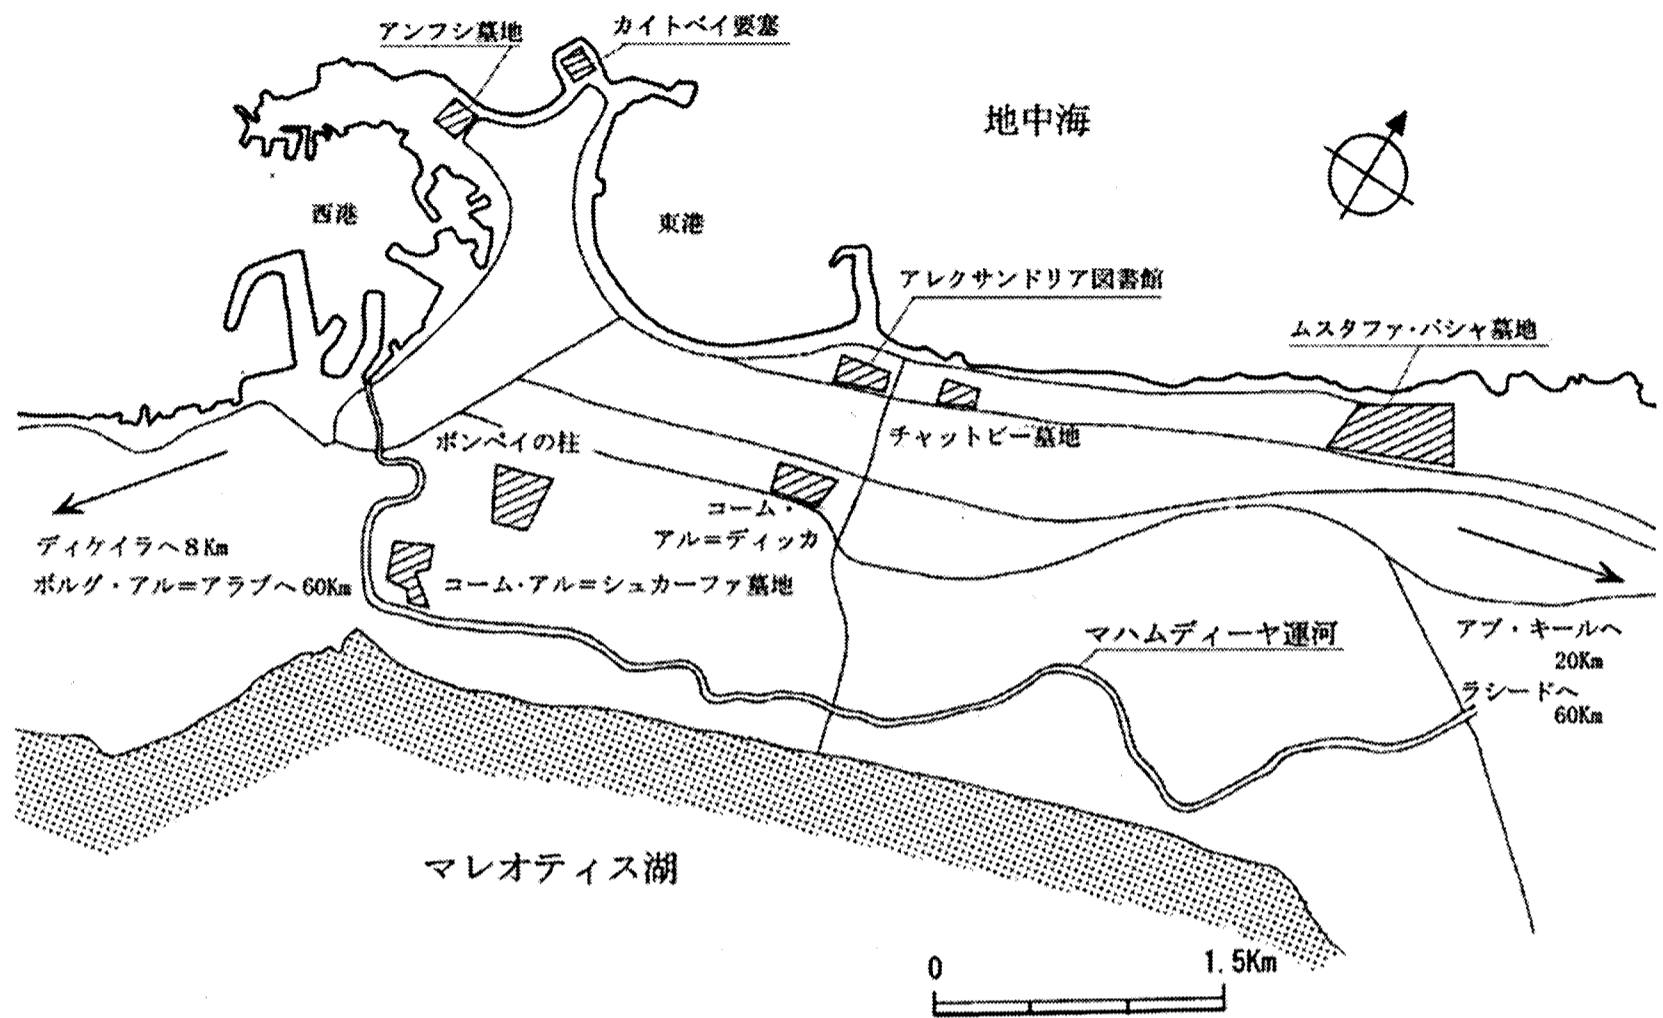 アンフシ墓地
カイトベイ要塞
地中海
西港
東港
アレクサンドリア図書館
ムスタファ・パシャ墓地
ポンペイの柱
チャットビー墓地
コーム・
アル＝ディッカ
ディケイラへ8Km
ボルグ・アル＝アラブへ60Km
コーム・アル＝シュカーファ墓地
マハムディーヤ運河
アブ・キールへ
20Km
ラシードへ
60Km
マレオティス湖
0
1.5Km